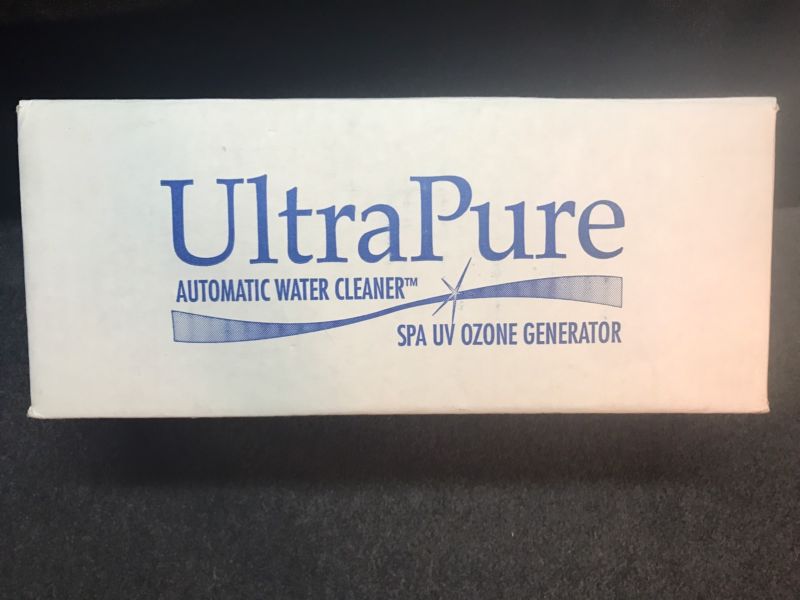 UltraPure
AUTOMATIC WATER CLEANER™
SPA UV OZONE GENERATOR